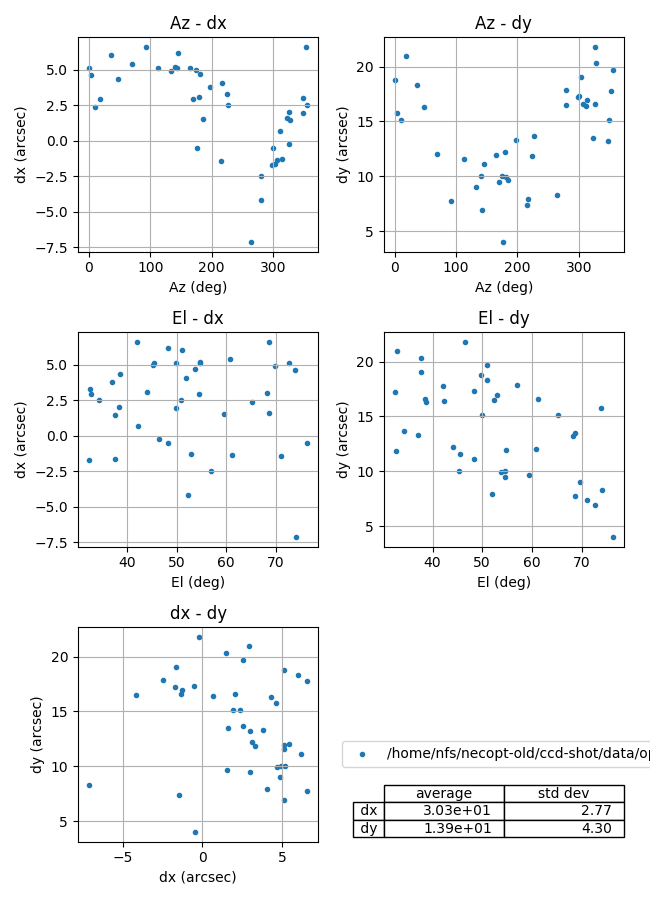 Az - dx
5.0
2.5
0.0
−2.5
−5.0
−7.5
dx (arcsec)
0 100 200 300
Az (deg)
Az - dy
20
15
10
5
dy (arcsec)
0 100 200 300
Az (deg)
El - dx
5.0
2.5
0.0
−2.5
−5.0
−7.5
dx (arcsec)
40 50 60 70
El (deg)
El - dy
20
15
10
5
dy (arcsec)
40 50 60 70
El (deg)
dx - dy
20
15
10
5
dy (arcsec)
−5 0 5
dx (arcsec)
/home/nfs/necopt-old/ccd-shot/data/op
average std dev
dx 3.03e+01 2.77
dy 1.39e+01 4.30